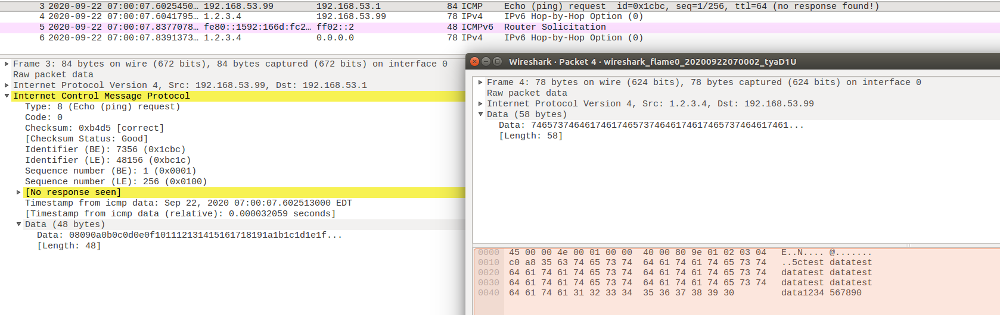 3 2020-09-22 07:00:07.6025450… 192.168.53.99 192.168.53.1 84 ICMP Echo (ping) request id=0x1cbc, seq=1/256, ttl=64 (no response found!)
4 2020-09-22 07:00:07.6041795… 1.2.3.4 192.168.53.99 78 IPv4 IPv6 Hop-by-Hop Option (0)
5 2020-09-22 07:00:07.8377078… fe80::1592:166d:fc2… ff02::2 48 ICMPv6 Router Solicitation
6 2020-09-22 07:00:07.8391373… 1.2.3.4 0.0.0.0 78 IPv4 IPv6 Hop-by-Hop Option (0)
Frame 3: 84 bytes on wire (672 bits), 84 bytes captured (672 bits) on interface 0
Raw packet data
Internet Protocol Version 4, Src: 192.168.53.99, Dst: 192.168.53.1
Internet Control Message Protocol
Type: 8 (Echo (ping) request)
Code: 0
Checksum: 0xb4d5 [correct]
[Checksum Status: Good]
Identifier (BE): 7356 (0x1cbc)
Identifier (LE): 48156 (0xbc1c)
Sequence number (BE): 1 (0x0001)
Sequence number (LE): 256 (0x0100)
[No response seen]
Timestamp from icmp data: Sep 22, 2020 07:00:07.602513000 EDT
[Timestamp from icmp data (relative): 0.000032059 seconds]
Data (48 bytes)
Data: 08090a0b0c0d0e0f101112131415161718191a1b1c1d1e1f...
[Length: 48]
Wireshark · Packet 4 · wireshark_flame0_20200922070002_tyaD1U
Frame 4: 78 bytes on wire (624 bits), 78 bytes captured (624 bits) on interface 0
Raw packet data
Internet Protocol Version 4, Src: 1.2.3.4, Dst: 192.168.53.99
Data (58 bytes)
Data: 746573746461746174657374646174617465737464617461...
[Length: 58]
0000 45 00 00 4e 00 01 00 00 40 00 80 9e 01 02 03 04 E..N.... @.......
0010 c0 a8 35 63 74 65 73 74 64 61 74 61 74 65 73 74 ..5ctest datatest
0020 64 61 74 61 74 65 73 74 64 61 74 61 74 65 73 74 datatest datatest
0030 64 61 74 61 74 65 73 74 64 61 74 61 74 65 73 74 datatest datatest
0040 64 61 74 61 31 32 33 34 35 36 37 38 39 30 data1234 567890